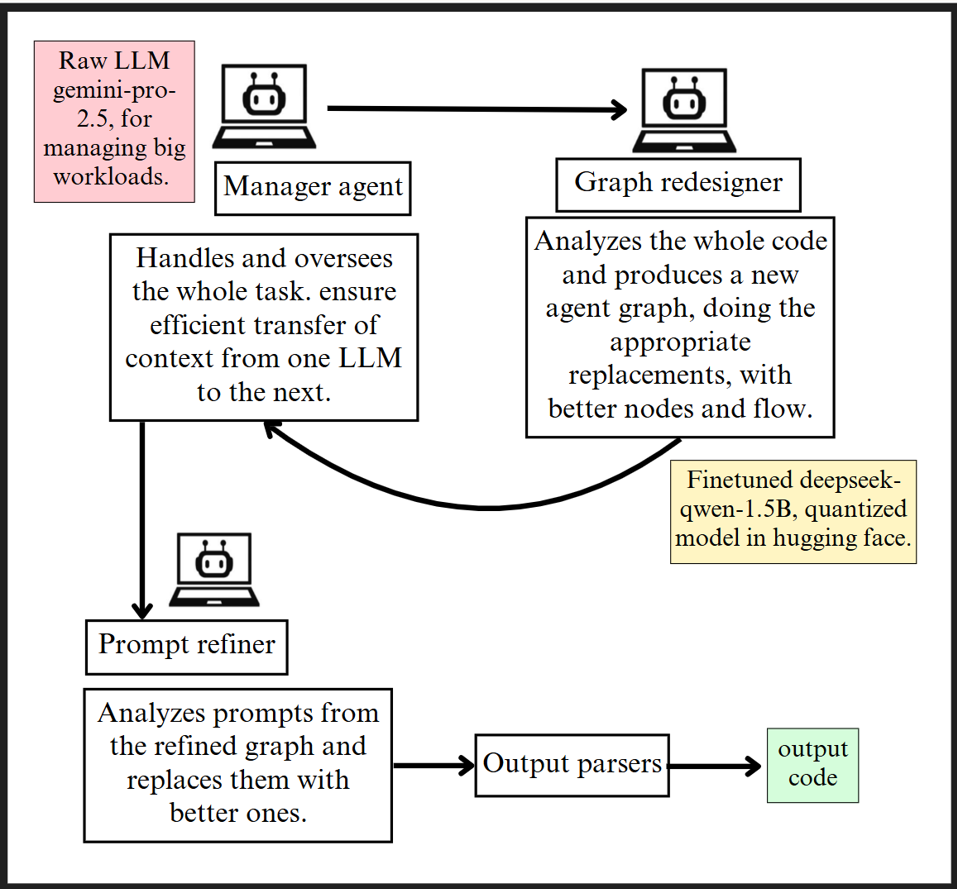 Raw LLM
gemini-pro-
2.5, for
managing big
workloads.
Manager agent
Graph redesigner
Handles and oversees
the whole task. ensure
efficient transfer of
context from one LLM
to the next.
Analyzes the whole code
and produces a new
agent graph, doing the
appropriate
replacements, with
better nodes and flow.
Finetuned deepseek-
qwen-1.5B, quantized
model in hugging face.
Prompt refiner
Analyzes prompts from
the refined graph and
replaces them with
better ones.
Output parsers
output
code